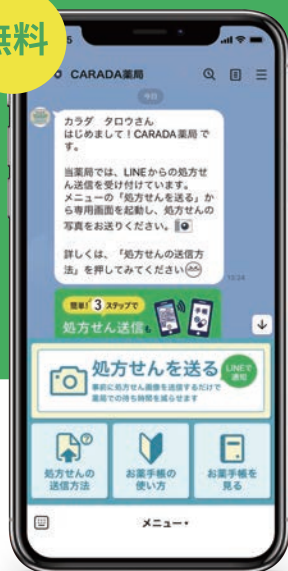 無料
CARADA薬局
今日
カラダ タロウさん
はじめまして！CARADA薬局で
す。
当薬局では、LINEからの処方せ
ん送信を受け付けています。
メニューの「処方せんを送る」か
ら専用画面を起動し、処方せんの
写真をお送りください。
詳しくは、「処方せんの送信方
法」を押してみてください
簡単！3ステップで
処方せん送信も
手帳
処方せんを送る
LINEで
通知
事前に処方せん画像を送信するだけで
薬局での待ち時間を減らせます
処方せんの
送信方法
お薬手帳の
使い方
お薬手帳を
見る
メニュー